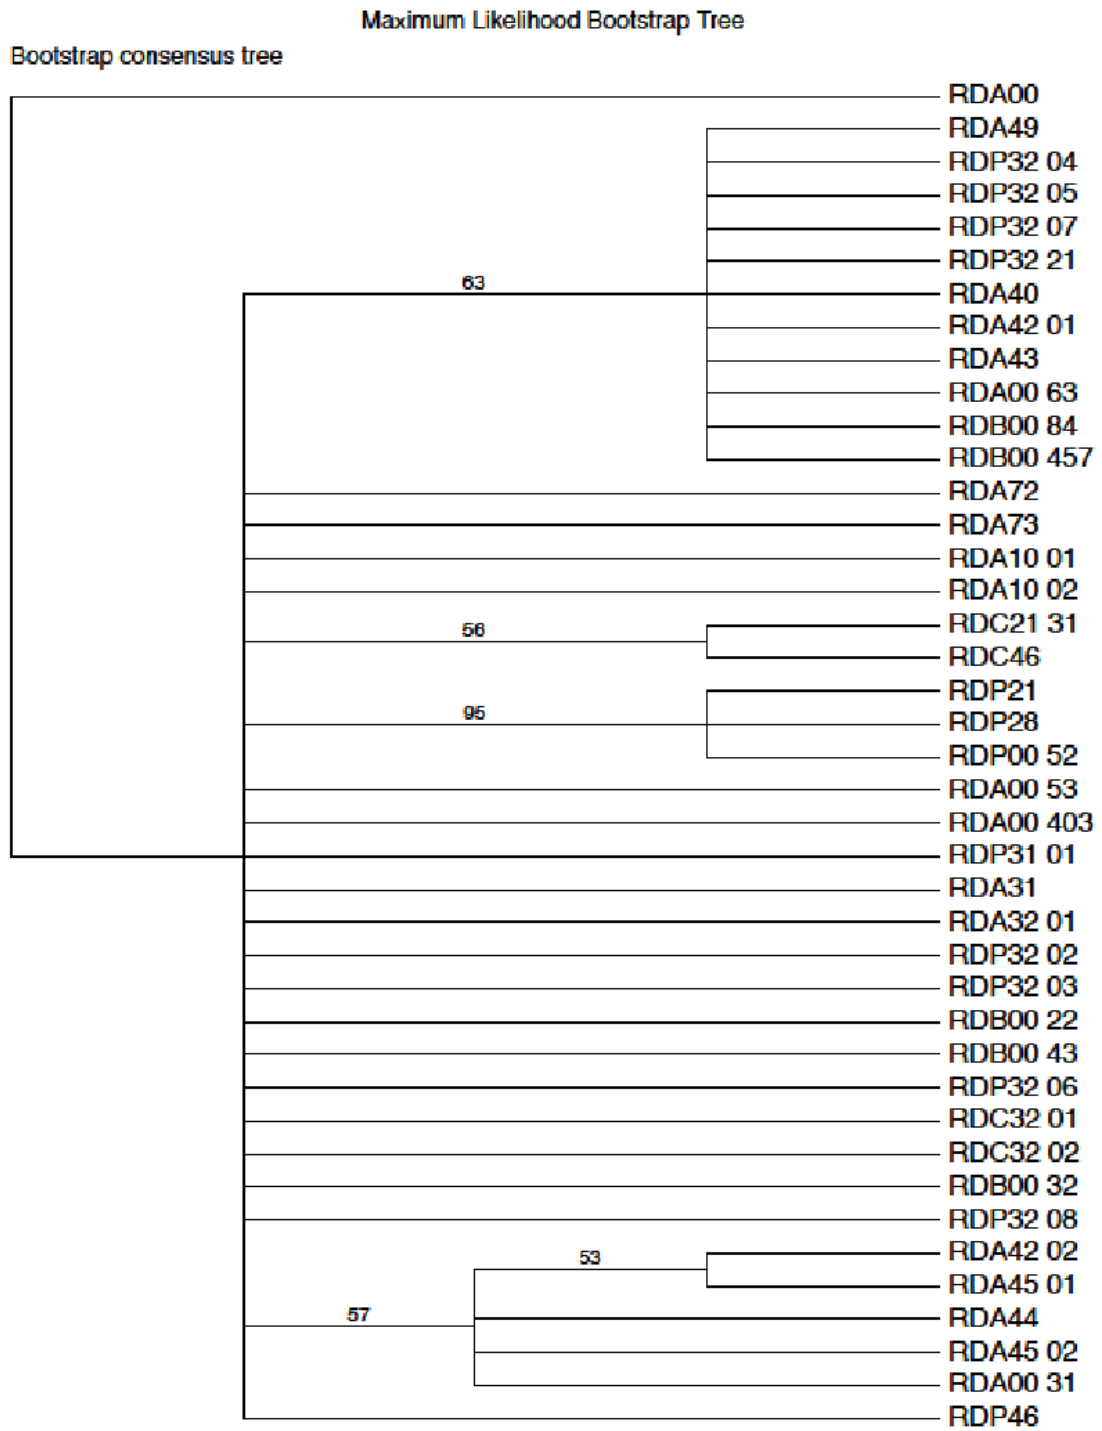 Maximum Likelihood Bootstrap Tree
Bootstrap consensus tree
RDA00
RDA49
RDP32 04
RDP32 05
RDP32 07
RDP32 21
63
RDA40
RDA42 01
RDA43
RDA00 63
RDB00 84
RDB00 457
RDA72
RDA73
RDA10 01
RDA10 02
56
RDC21 31
RDC46
RDP21
95
RDP28
RDP00 52
RDA00 53
RDA00 403
RDP31 01
RDA31
RDA32 01
RDP32 02
RDP32 03
RDB00 22
RDB00 43
RDP32 06
RDC32 01
RDC32 02
RDB00 32
RDP32 08
RDA42 02
53
RDA45 01
57
RDA44
RDA45 02
RDA00 31
RDP46